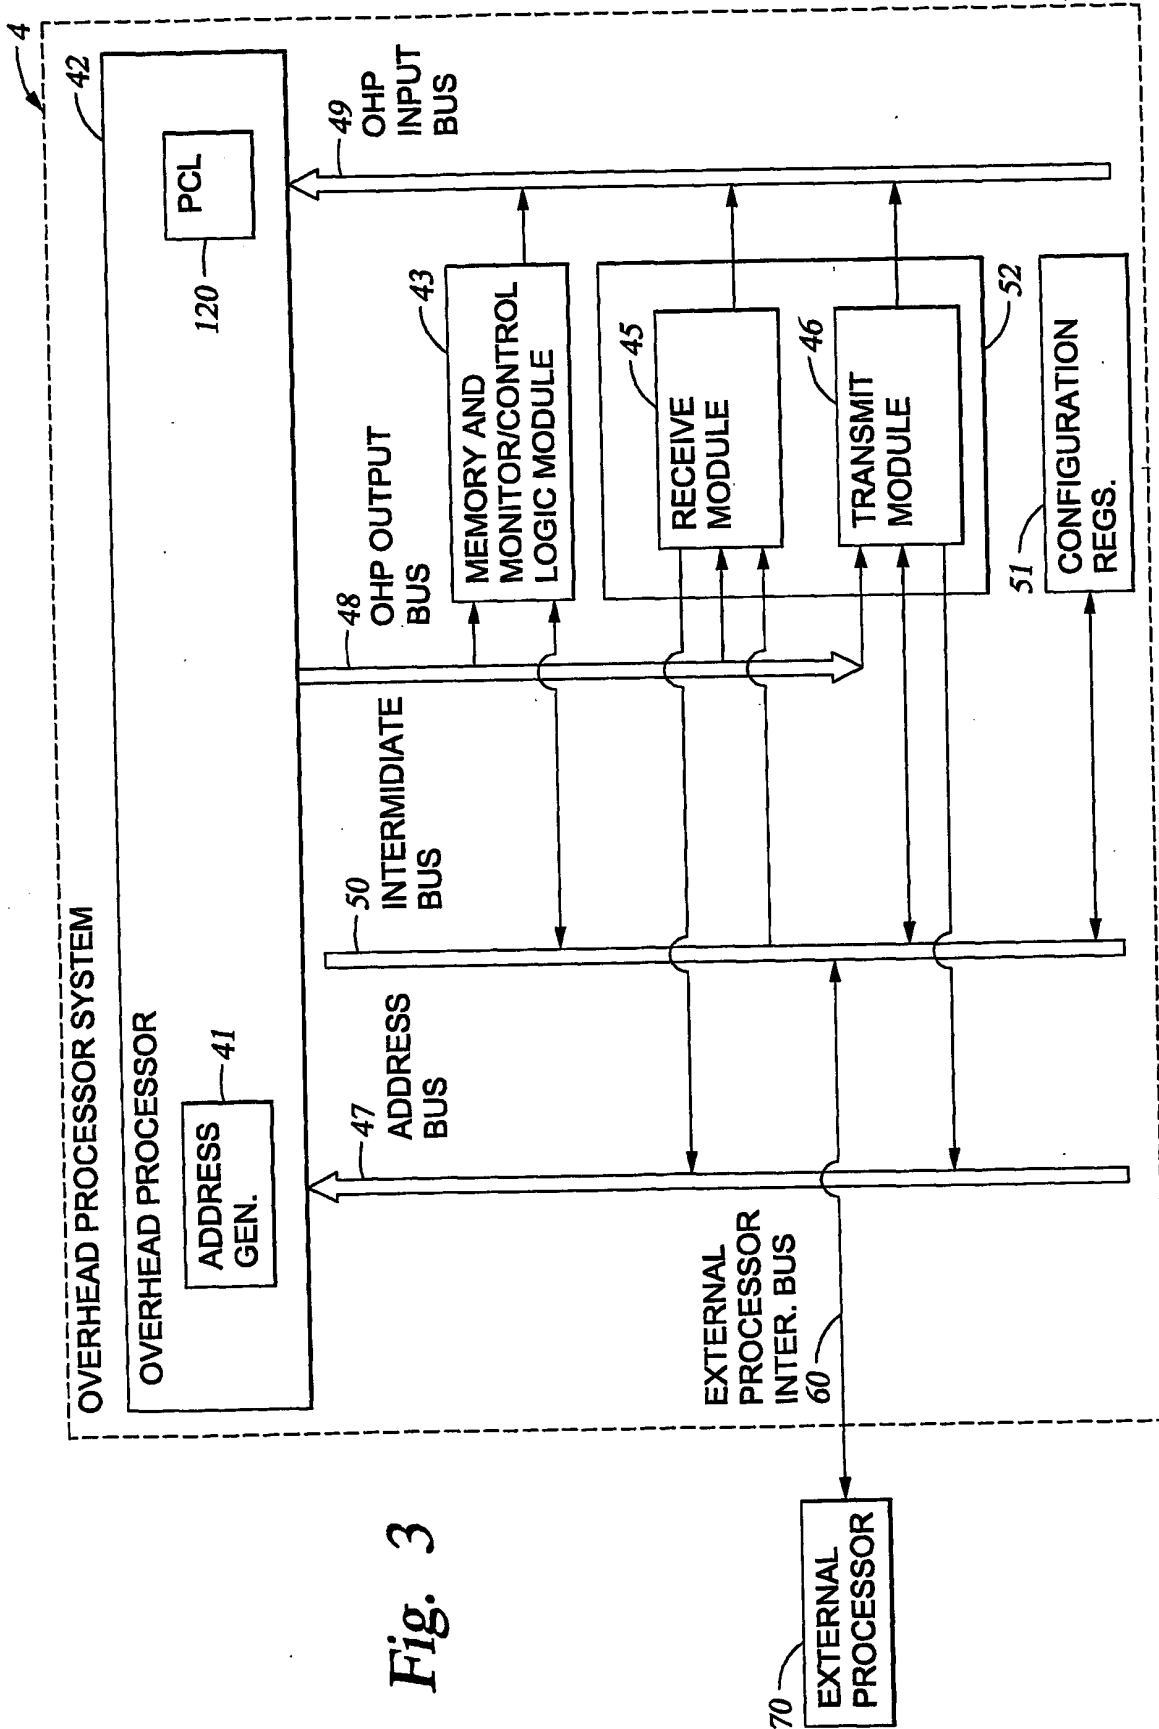 OVERHEAD PROCESSOR SYSTEM
4
OVERHEAD PROCESSOR
42
ADDRESS
GEN.
41
PCL
120
47
ADDRESS
BUS
50
INTERMIDIATE
BUS
48
OHP OUTPUT
BUS
49
OHP
INPUT
BUS
43
MEMORY AND
MONITOR/CONTROL
LOGIC MODULE
45
RECEIVE
MODULE
46
TRANSMIT
MODULE
52
51
CONFIGURATION
REGS.
EXTERNAL
PROCESSOR
INTER. BUS
60
70
EXTERNAL
PROCESSOR
Fig. 3